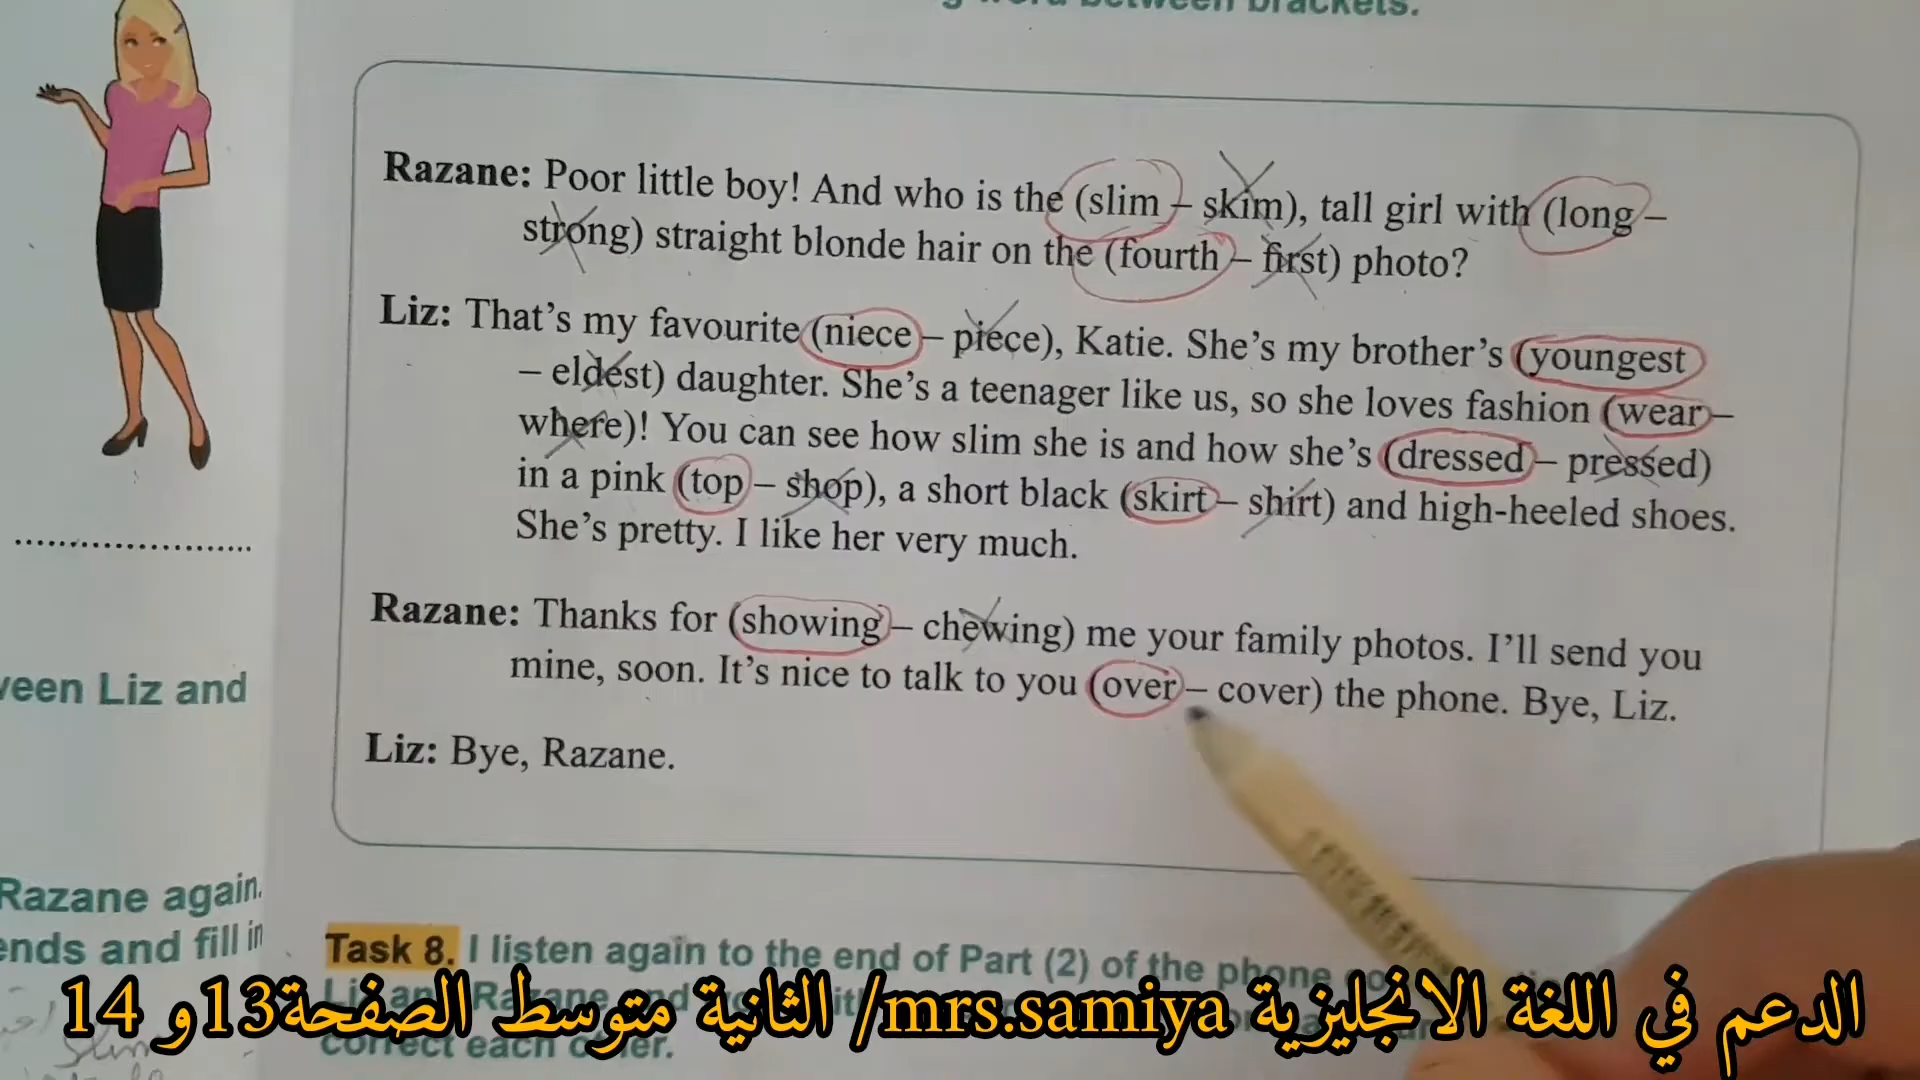 word between brackets.
Razane: Poor little boy! And who is the (slim – skim), tall girl with (long –
strong) straight blonde hair on the (fourth – first) photo?
Liz: That's my favourite (niece – piece), Katie. She's my brother's (youngest
– eldest) daughter. She's a teenager like us, so she loves fashion (wear –
where)! You can see how slim she is and how she's (dressed – pressed)
in a pink (top – shop), a short black (skirt – shirt) and high-heeled shoes.
She's pretty. I like her very much.
Razane: Thanks for (showing – chewing) me your family photos. I'll send you
mine, soon. It's nice to talk to you (over – cover) the phone. Bye, Liz.
Liz: Bye, Razane.
......................
Liz and
Razane again.
and fill in
Task 8. I listen again to the end of Part (2) of the phone
correct each other.
الدعم في اللغة الانجليزية mrs.samiya/ الثانية متوسط الصفحة13و 14